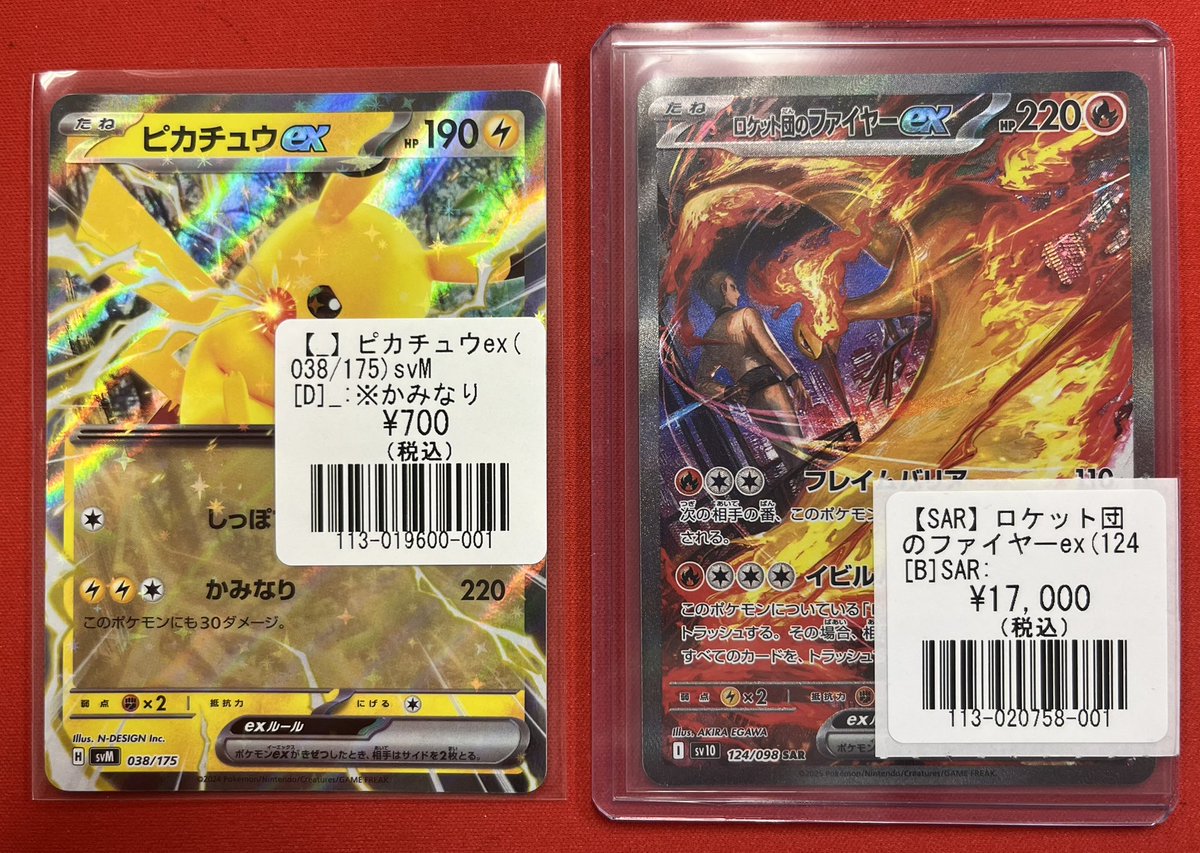 たね
ピカチュウex
HP 190
【_】ピカチュウex(
038/175)svM
[D]_:※かみなり
¥700
(税込)
113-019600-001
しっぽ
かみなり 220
このポケモンにも30ダメージ。
弱点 ×2 抵抗力 にげる
exルール
ポケモンexがきぜつしたとき、相手はサイドを2枚とる。
Illus. N-DESIGN Inc.
H svM 038/175
©2024 Pokémon/Nintendo/Creatures/GAME FREAK
たね
ロケット団のファイヤーex
HP 220
フレイムバリア 110
次の相手の番、このポケモン
される。
イビル
このポケモンについている「
トラッシュする。その場合、相
すべてのカードを、トラッシュ
弱点 ×2 抵抗力
exル
ポケモン
Illus. AKIRA EGAWA
I sv10 124/098 SAR
©2025 Pokémon/Nintendo/Creatures/GAME FREAK.
【SAR】ロケット団
のファイヤーex(124
[B]SAR:
¥17,000
(税込)
113-020758-001